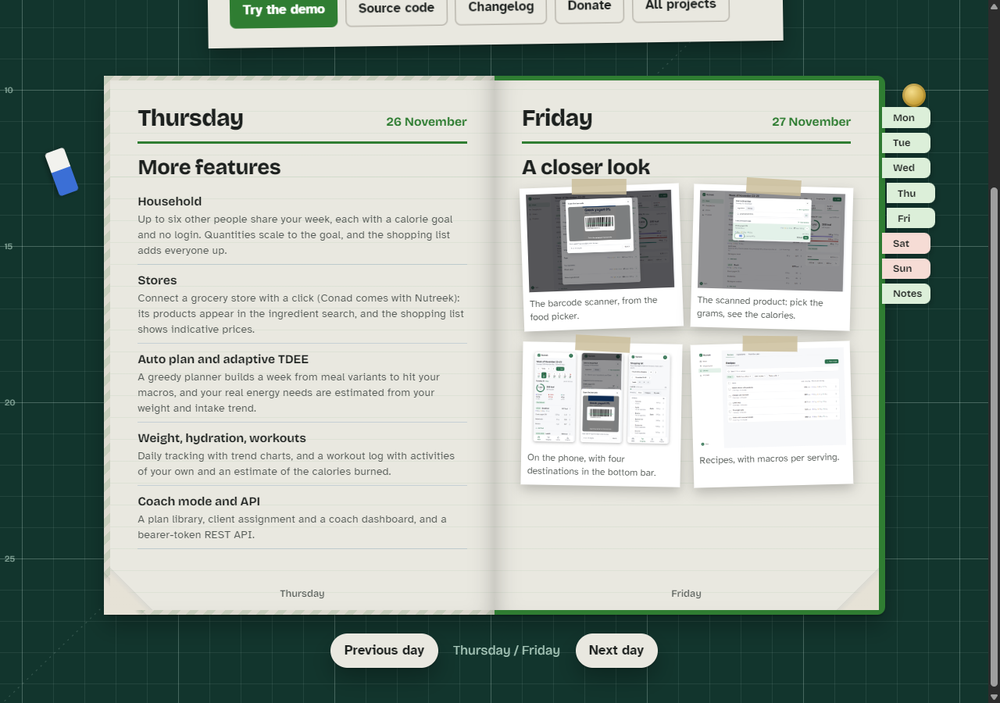 Try the demo
Source code
Changelog
Donate
All projects
10
15
20
25
Thursday
26 November
More features
Household
Up to six other people share your week, each with a calorie goal
and no login. Quantities scale to the goal, and the shopping list
adds everyone up.
Stores
Connect a grocery store with a click (Conad comes with Nutreek):
its products appear in the ingredient search, and the shopping list
shows indicative prices.
Auto plan and adaptive TDEE
A greedy planner builds a week from meal variants to hit your
macros, and your real energy needs are estimated from your
weight and intake trend.
Weight, hydration, workouts
Daily tracking with trend charts, and a workout log with activities
of your own and an estimate of the calories burned.
Coach mode and API
A plan library, client assignment and a coach dashboard, and a
bearer-token REST API.
Thursday
Friday
27 November
A closer look
The barcode scanner, from the
food picker.
The scanned product: pick the
grams, see the calories.
On the phone, with four
destinations in the bottom bar.
Recipes, with macros per serving.
Friday
Mon
Tue
Wed
Thu
Fri
Sat
Sun
Notes
Previous day
Thursday / Friday
Next day